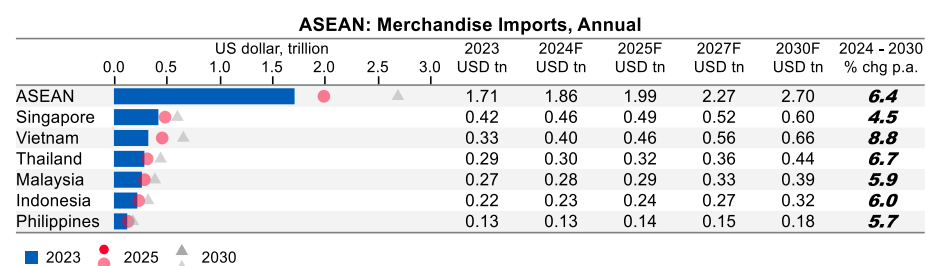 ASEAN: Merchandise Imports, Annual
US dollar, trillion 2023 2024F 2025F 2027F 2030F 2024 - 2030
0.0 0.5 1.0 1.5 2.0 2.5 3.0 USD tn USD tn USD tn USD tn USD tn % chg p.a.
ASEAN 1.71 1.86 1.99 2.27 2.70 6.4
Singapore 0.42 0.46 0.49 0.52 0.60 4.5
Vietnam 0.33 0.40 0.46 0.56 0.66 8.8
Thailand 0.29 0.30 0.32 0.36 0.44 6.7
Malaysia 0.27 0.28 0.29 0.33 0.39 5.9
Indonesia 0.22 0.23 0.24 0.27 0.32 6.0
Philippines 0.13 0.13 0.14 0.15 0.18 5.7
2023 2025 2030